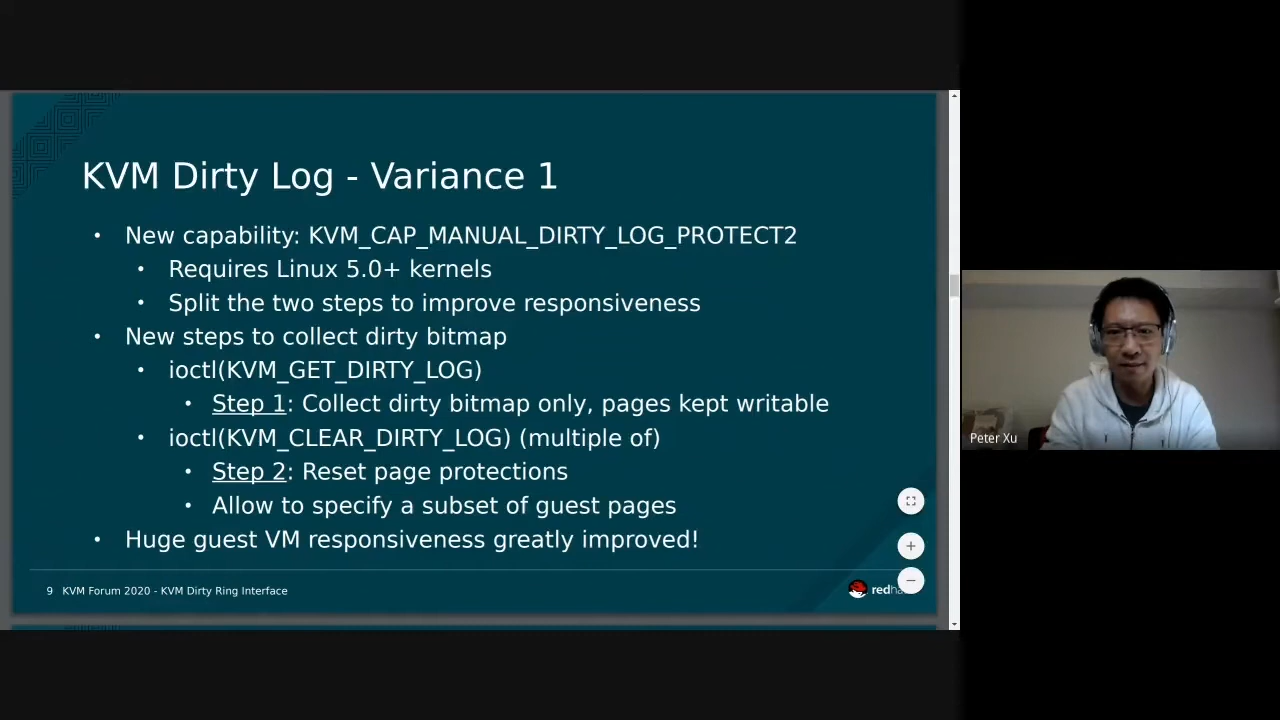 KVM Dirty Log - Variance 1
• New capability: KVM_CAP_MANUAL_DIRTY_LOG_PROTECT2
• Requires Linux 5.0+ kernels
• Split the two steps to improve responsiveness
• New steps to collect dirty bitmap
• ioctl(KVM_GET_DIRTY_LOG)
• Step 1: Collect dirty bitmap only, pages kept writable
• ioctl(KVM_CLEAR_DIRTY_LOG) (multiple of)
• Step 2: Reset page protections
• Allow to specify a subset of guest pages
• Huge guest VM responsiveness greatly improved!
9 KVM Forum 2020 - KVM Dirty Ring Interface
Peter Xu